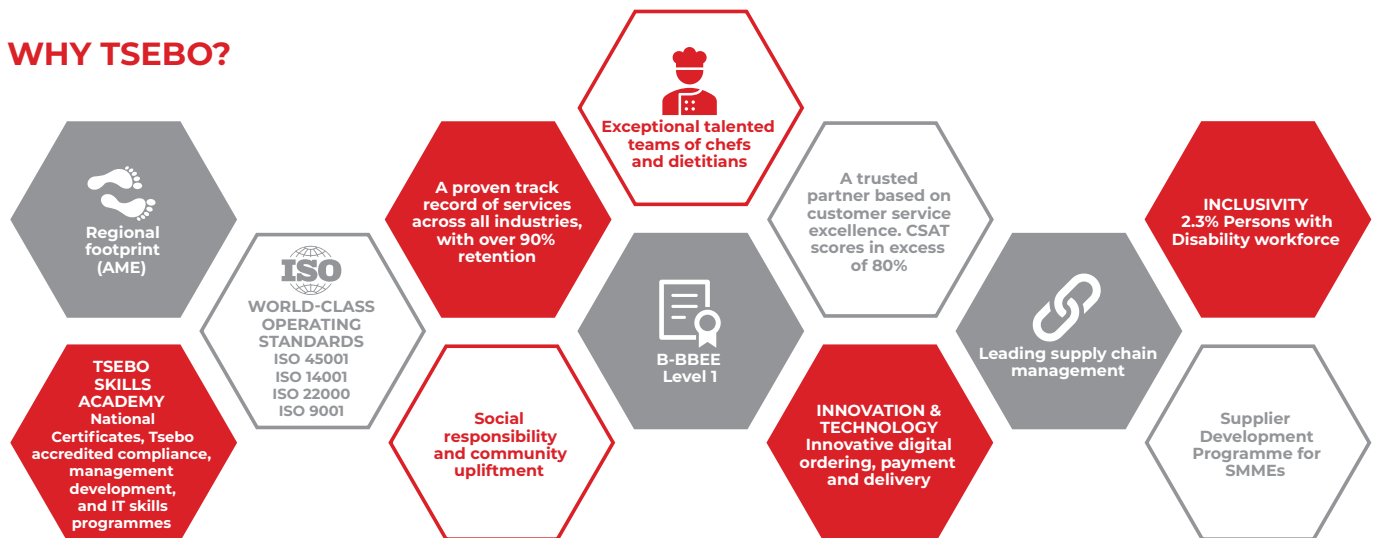 WHY TSEBO?
Regional
footprint
(AME)
TSEBO
SKILLS
ACADEMY
National
Certificates, Tsebo
accredited compliance,
management
development,
and IT skills
programmes
ISO
WORLD-CLASS
OPERATING
STANDARDS
ISO 45001
ISO 14001
ISO 22000
ISO 9001
A proven track
record of services
across all industries,
with over 90%
retention
Social
responsibility
and community
upliftment
Exceptional talented
teams of chefs
and dietitians
B-BBEE
Level 1
A trusted
partner based on
customer service
excellence. CSAT
scores in excess
of 80%
INNOVATION &
TECHNOLOGY
Innovative digital
ordering, payment
and delivery
Leading supply chain
management
INCLUSIVITY
2.3% Persons with
Disability workforce
Supplier
Development
Programme for
SMMEs